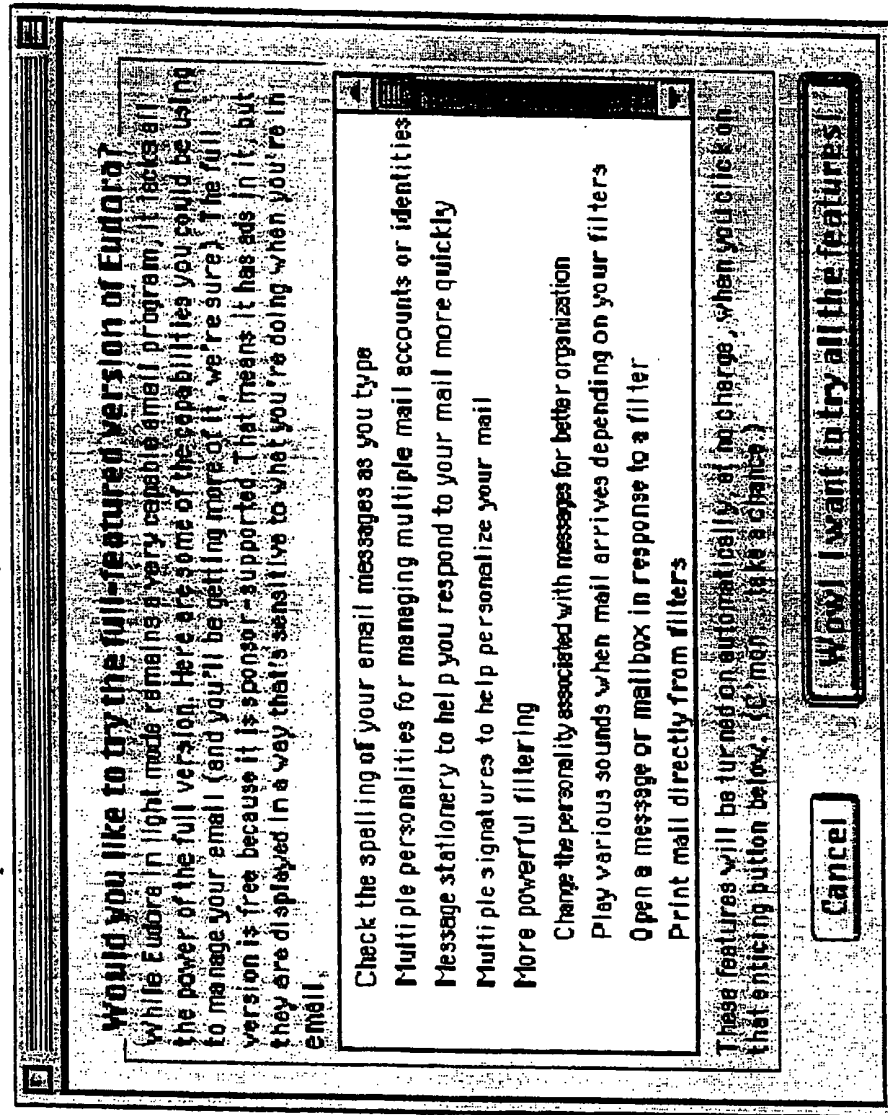 Would you like to try the full-featured version of Eudora?
While Eudora in light mode remains a very capable email program, it lacks all
the power of the full version. Here are some of the capabilities you could be using
to manage your email (and you'll be getting more of it, we're sure). The full
version is free because it is sponsor-supported. That means it has ads in it, but
they are displayed in a way that's sensitive to what you're doing when you're in
email.
Check the spelling of your email messages as you type
Multiple personalities for managing multiple mail accounts or identities
Message stationery to help you respond to your mail more quickly
Multiple signatures to help personalize your mail
More powerful filtering
Change the personality associated with messages for better organization
Play various sounds when mail arrives depending on your filters
Open a message or mailbox in response to a filter
Print mail directly from filters
These features will be turned on automatically, at no charge, when you click on
that enticing button below. (C'mon take a chance.)
Cancel
Wow! I want to try all the features!